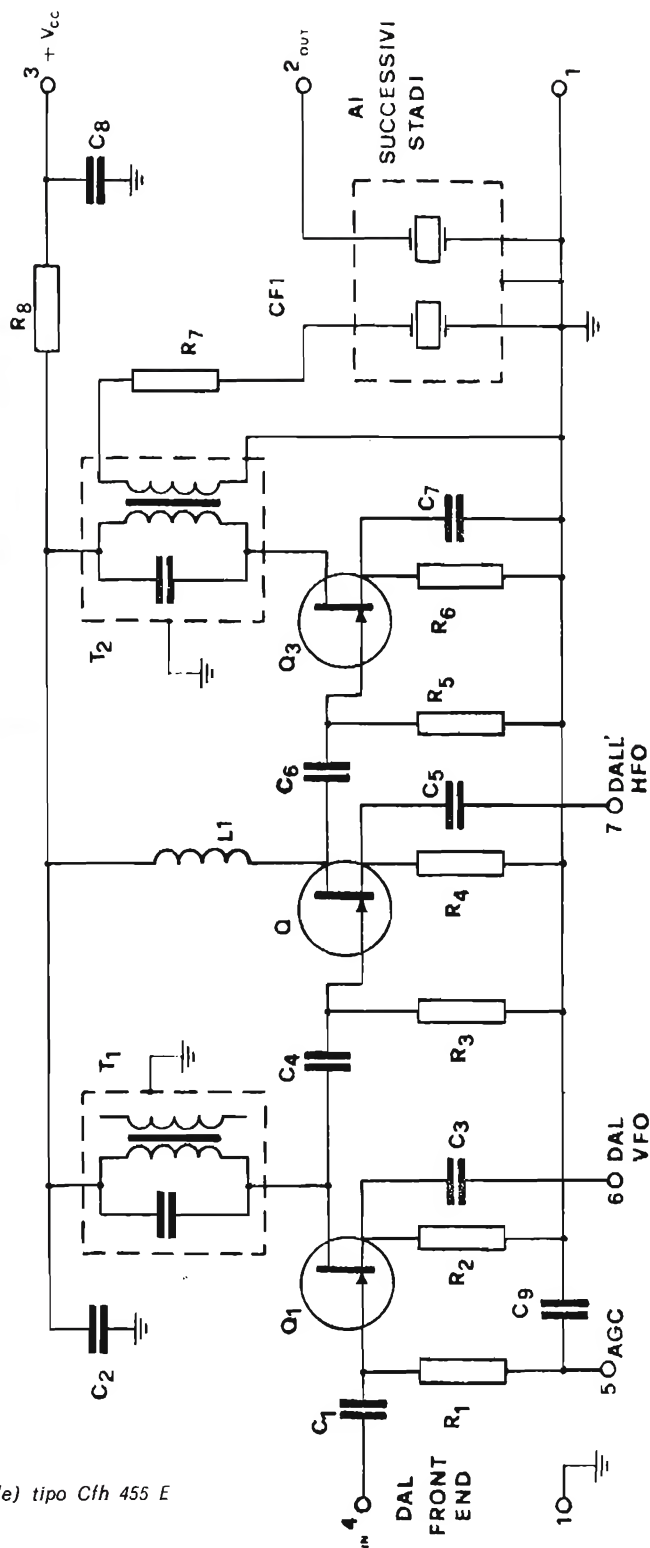 3 + VCC
C8
R8
2 OUT
AI
SUCCESSIVI
STADI
1
CF1
R7
T2
Q3
C7
R6
R5
C6
L1
Q
C5
R4
7 DALL'
HFO
T1
C4
R3
C3
R2
6 DAL
VFO
Q1
C2
C9
5 AGC
C1
R1
IN 4
DAL
FRONT
END
1
le) tipo Cfh 455 E